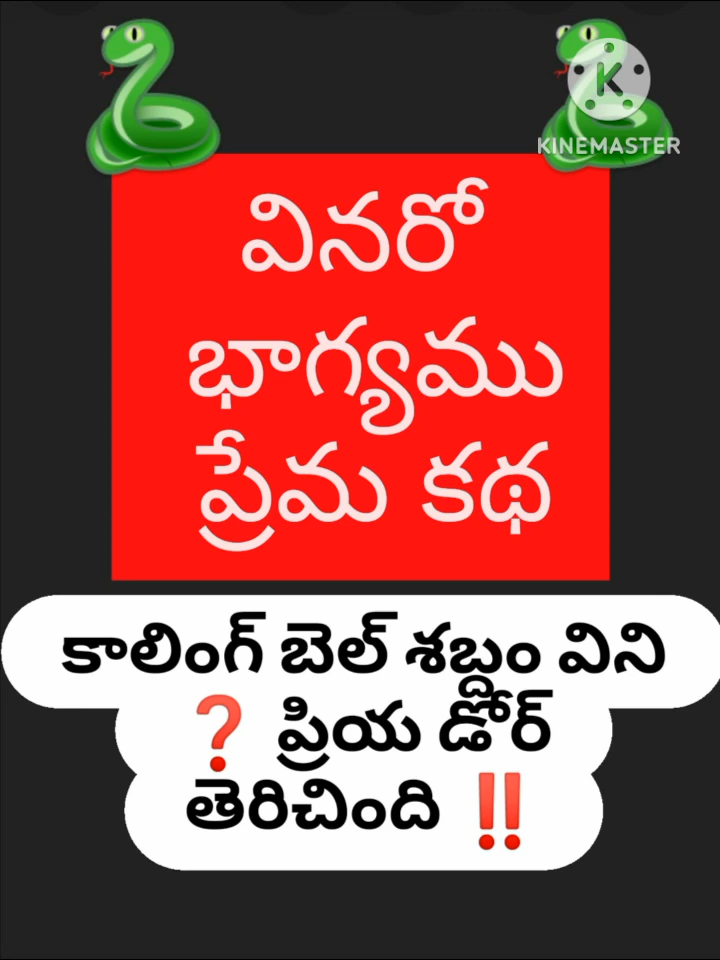 KINEMASTER
వినరో
భాగ్యము
ప్రేమ కథ
కాలింగ్ బెల్ శబ్దం విని
❓ ప్రియ డోర్
తెరిచింది ‼️